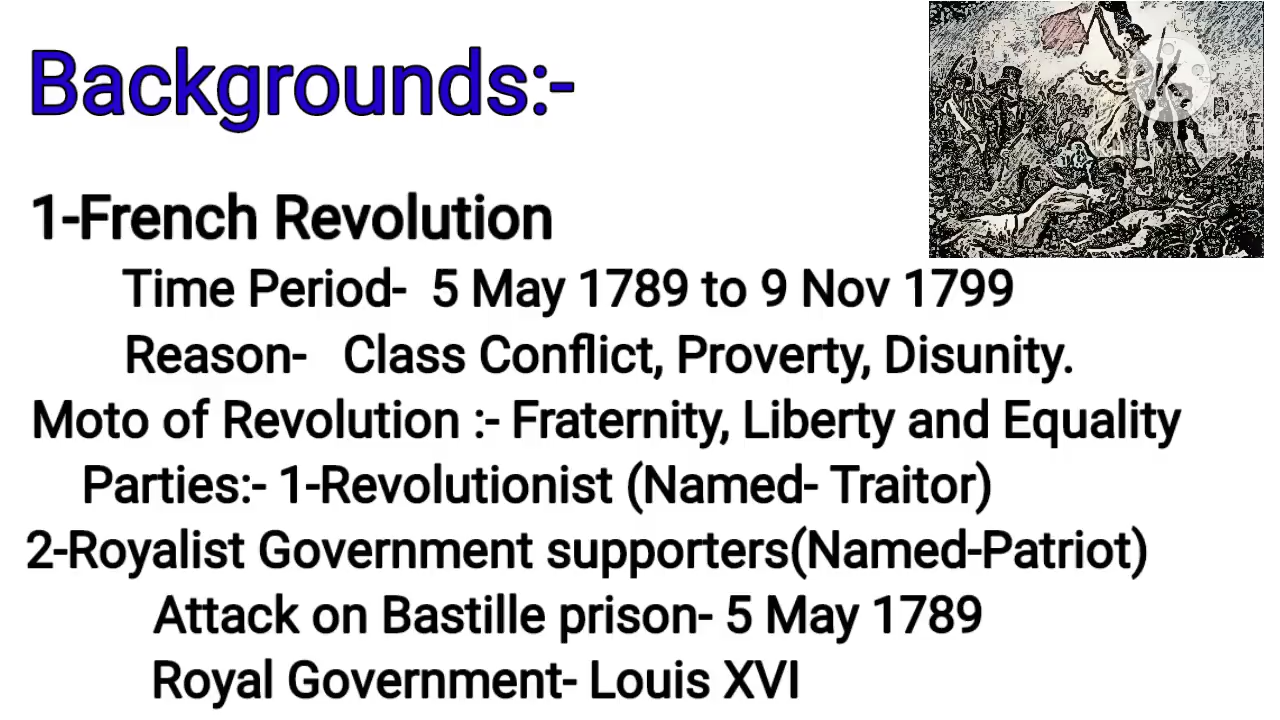 Backgrounds:-
1-French Revolution
Time Period- 5 May 1789 to 9 Nov 1799
Reason- Class Conflict, Proverty, Disunity.
Moto of Revolution :- Fraternity, Liberty and Equality
Parties:- 1-Revolutionist (Named- Traitor)
2-Royalist Government supporters(Named-Patriot)
Attack on Bastille prison- 5 May 1789
Royal Government- Louis XVI